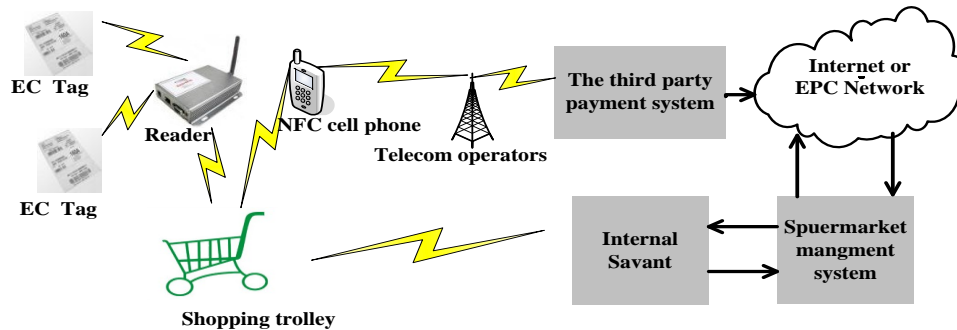 EC Tag
Reader
EC Tag
NFC cell phone
Telecom operators
The third party
payment system
Internet or
EPC Network
Shopping trolley
Internal
Savant
Spuermarket
mangment
system